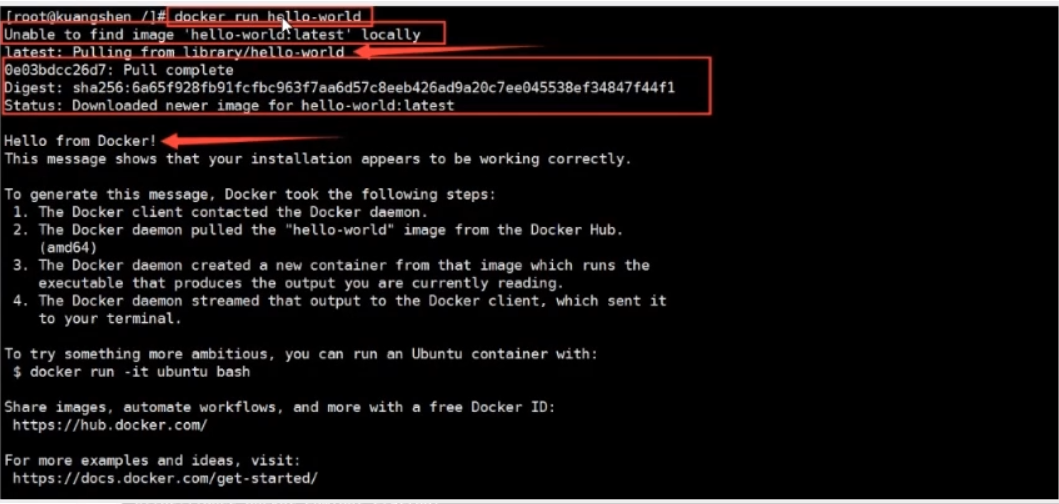 [root@kuangshen /]# docker run hello-world
Unable to find image 'hello-world:latest' locally
latest: Pulling from library/hello-world
0e03bdcc26d7: Pull complete
Digest: sha256:6a65f928fb91fcfbc963f7aa6d57c8eeb426ad9a20c7ee045538ef34847f44f1
Status: Downloaded newer image for hello-world:latest
Hello from Docker!
This message shows that your installation appears to be working correctly.
To generate this message, Docker took the following steps:
1. The Docker client contacted the Docker daemon.
2. The Docker daemon pulled the "hello-world" image from the Docker Hub.
(amd64)
3. The Docker daemon created a new container from that image which runs the
executable that produces the output you are currently reading.
4. The Docker daemon streamed that output to the Docker client, which sent it
to your terminal.
To try something more ambitious, you can run an Ubuntu container with:
$ docker run -it ubuntu bash
Share images, automate workflows, and more with a free Docker ID:
https://hub.docker.com/
For more examples and ideas, visit:
https://docs.docker.com/get-started/